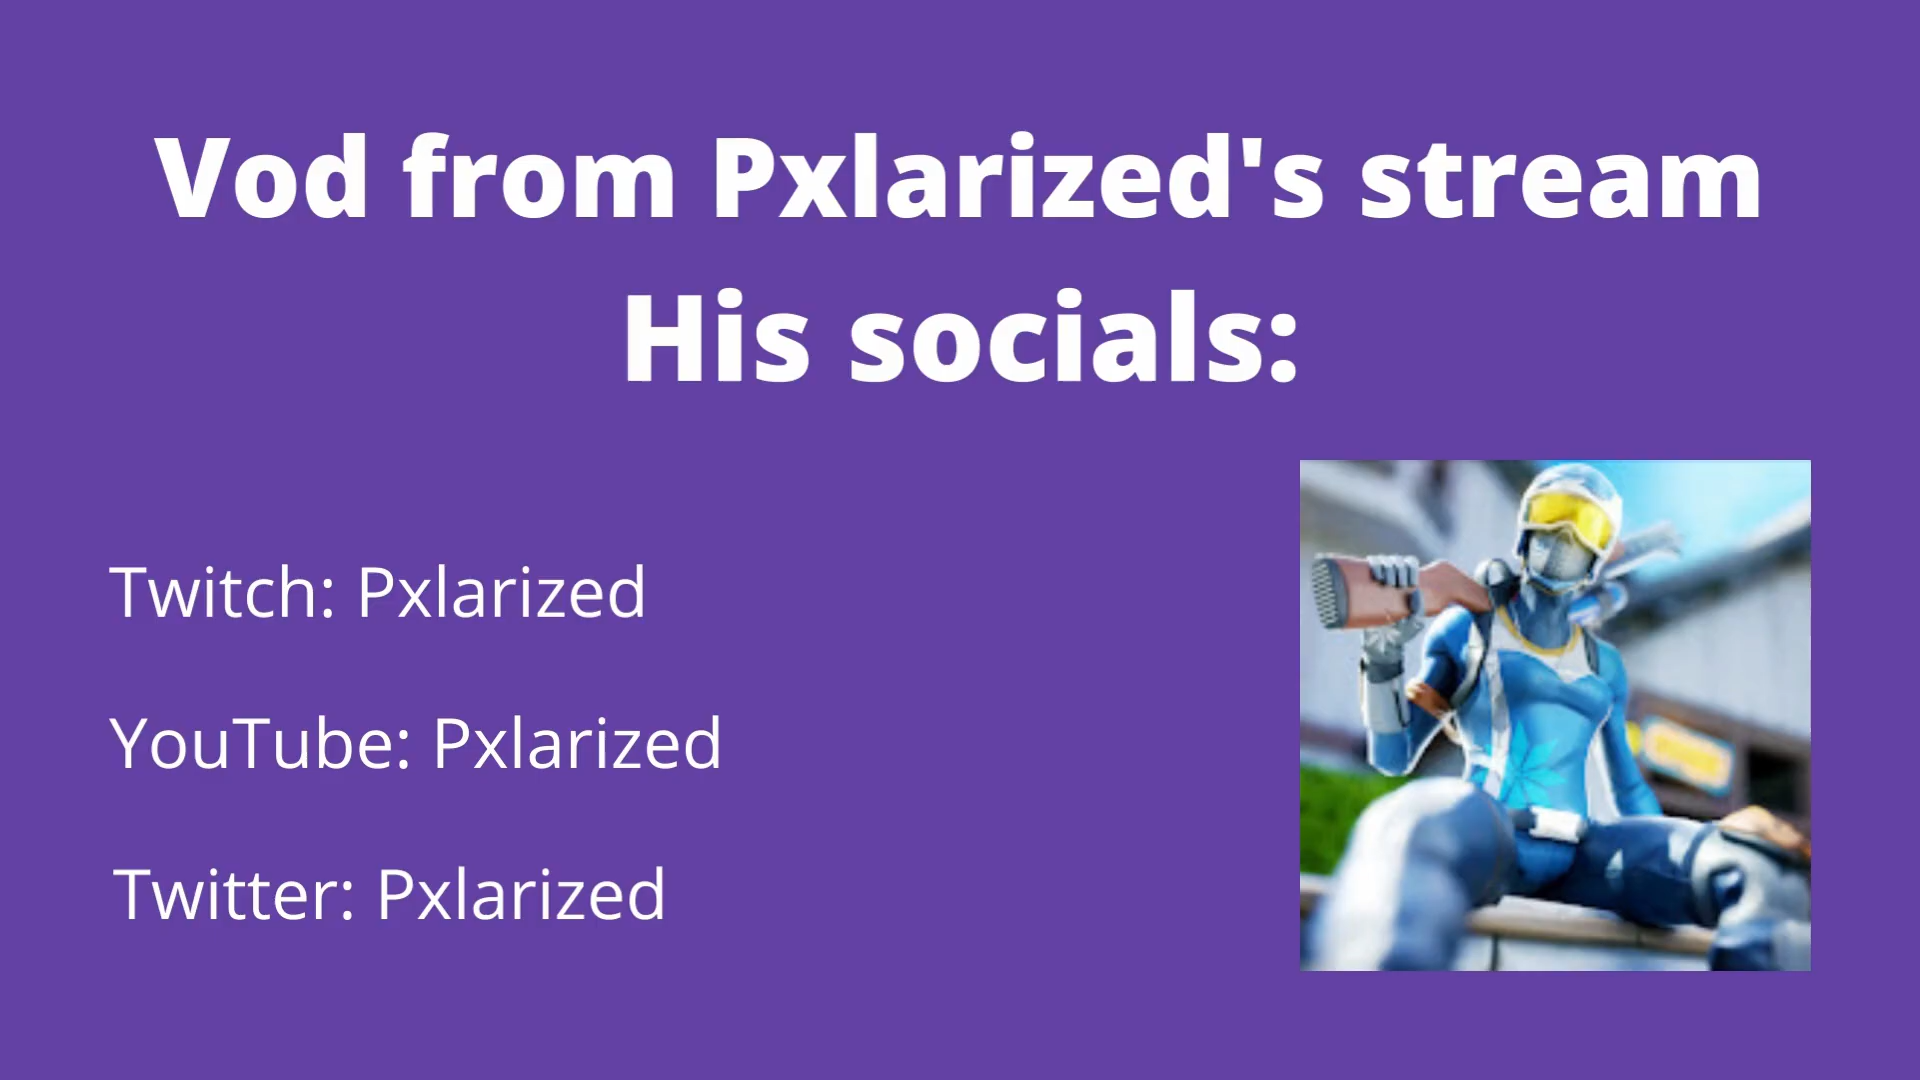 Vod from Pxlarized's stream
His socials:
Twitch: Pxlarized
YouTube: Pxlarized
Twitter: Pxlarized